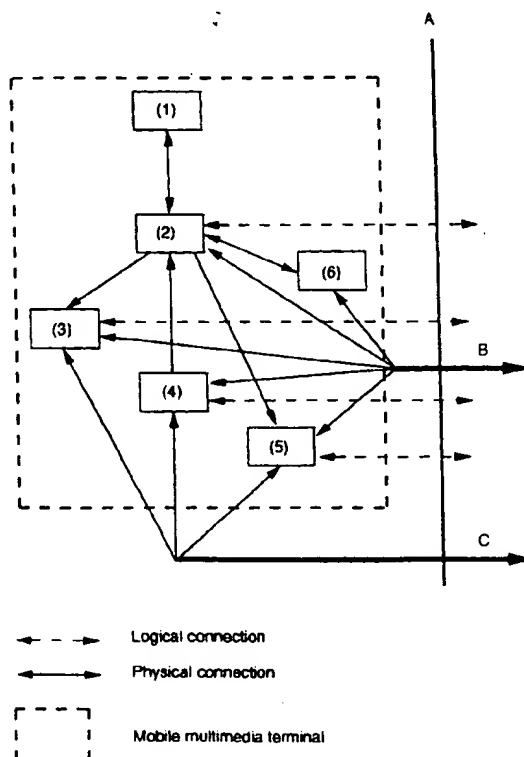 A
(1)
(2)
(6)
(3)
B
(4)
(5)
C
Logical connection
Physical connection
Mobile multimedia terminal